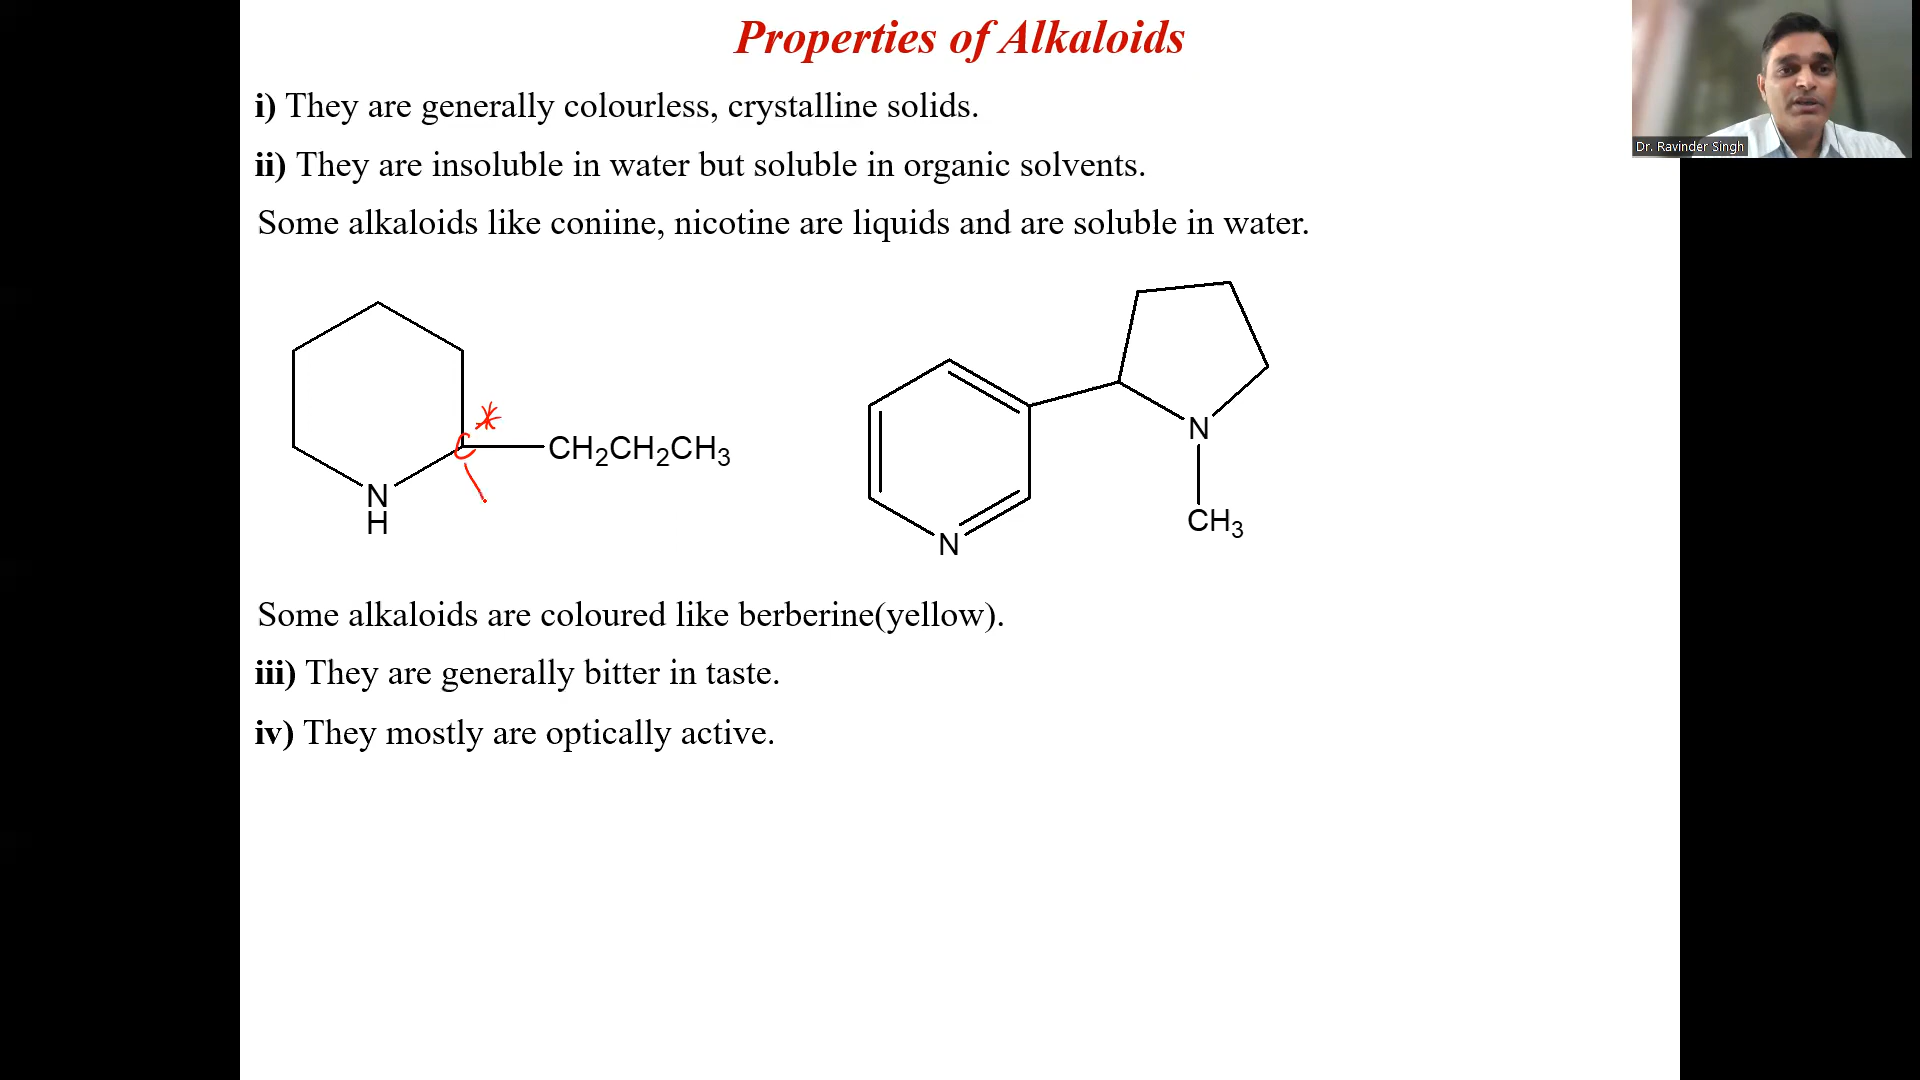 Properties of Alkaloids
Dr. Ravinder Singh
i) They are generally colourless, crystalline solids.
ii) They are insoluble in water but soluble in organic solvents.
Some alkaloids like coniine, nicotine are liquids and are soluble in water.
C*
CH₂CH₂CH₃
N
H
N
CH₃
N
Some alkaloids are coloured like berberine(yellow).
iii) They are generally bitter in taste.
iv) They mostly are optically active.